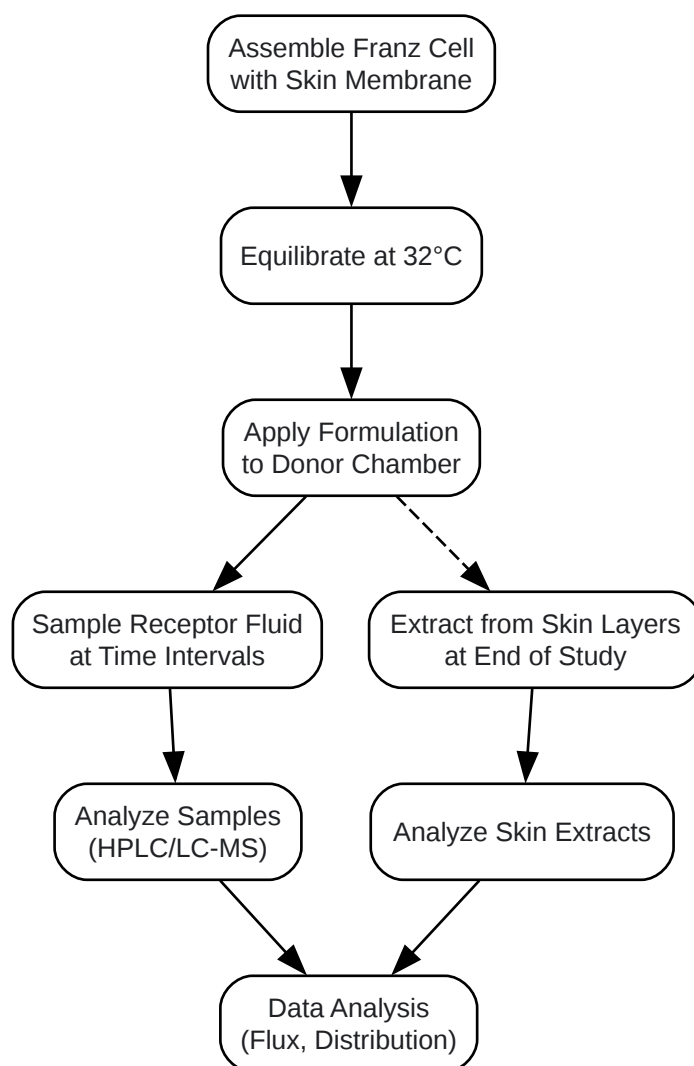 Assemble Franz Cell
with Skin Membrane
Equilibrate at 32°C
Apply Formulation
to Donor Chamber
Sample Receptor Fluid
at Time Intervals
Extract from Skin Layers
at End of Study
Analyze Samples
(HPLC/LC-MS)
Analyze Skin Extracts
Data Analysis
(Flux, Distribution)